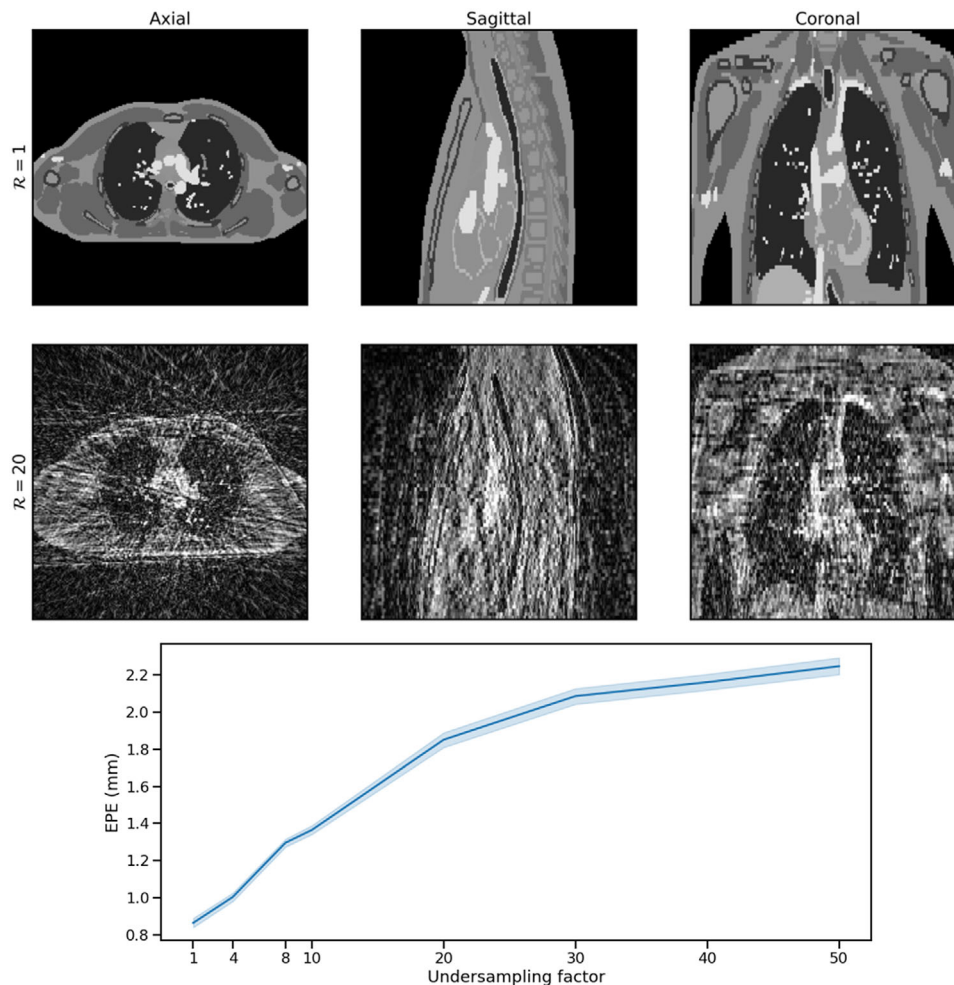 Axial
Sagittal
Coronal
R = 1
R = 20
2.2
2.0
1.8
1.6
1.4
1.2
1.0
0.8
EPE (mm)
1 4 8 10 20 30 40 50
Undersampling factor